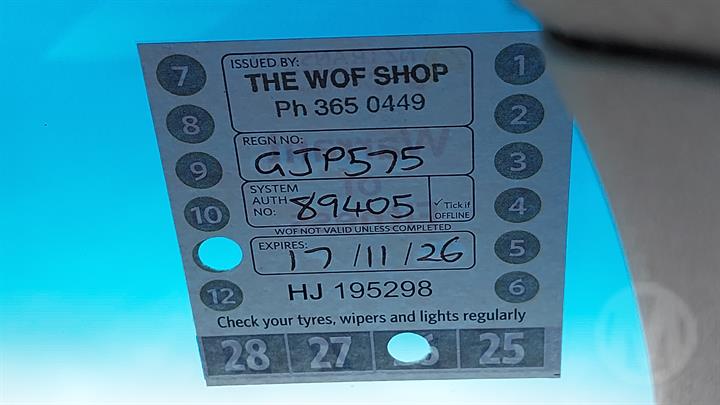 ISSUED BY:
THE WOF SHOP
Ph 365 0449
REGN NO:
GJP575
SYSTEM
AUTH
NO: 89405
✓Tick if
OFFLINE
WOF NOT VALID UNLESS COMPLETED
EXPIRES: 17/11/26
HJ 195298
7
8
9
10
12
1
2
3
4
5
6
Check your tyres, wipers and lights regularly
28 27 25